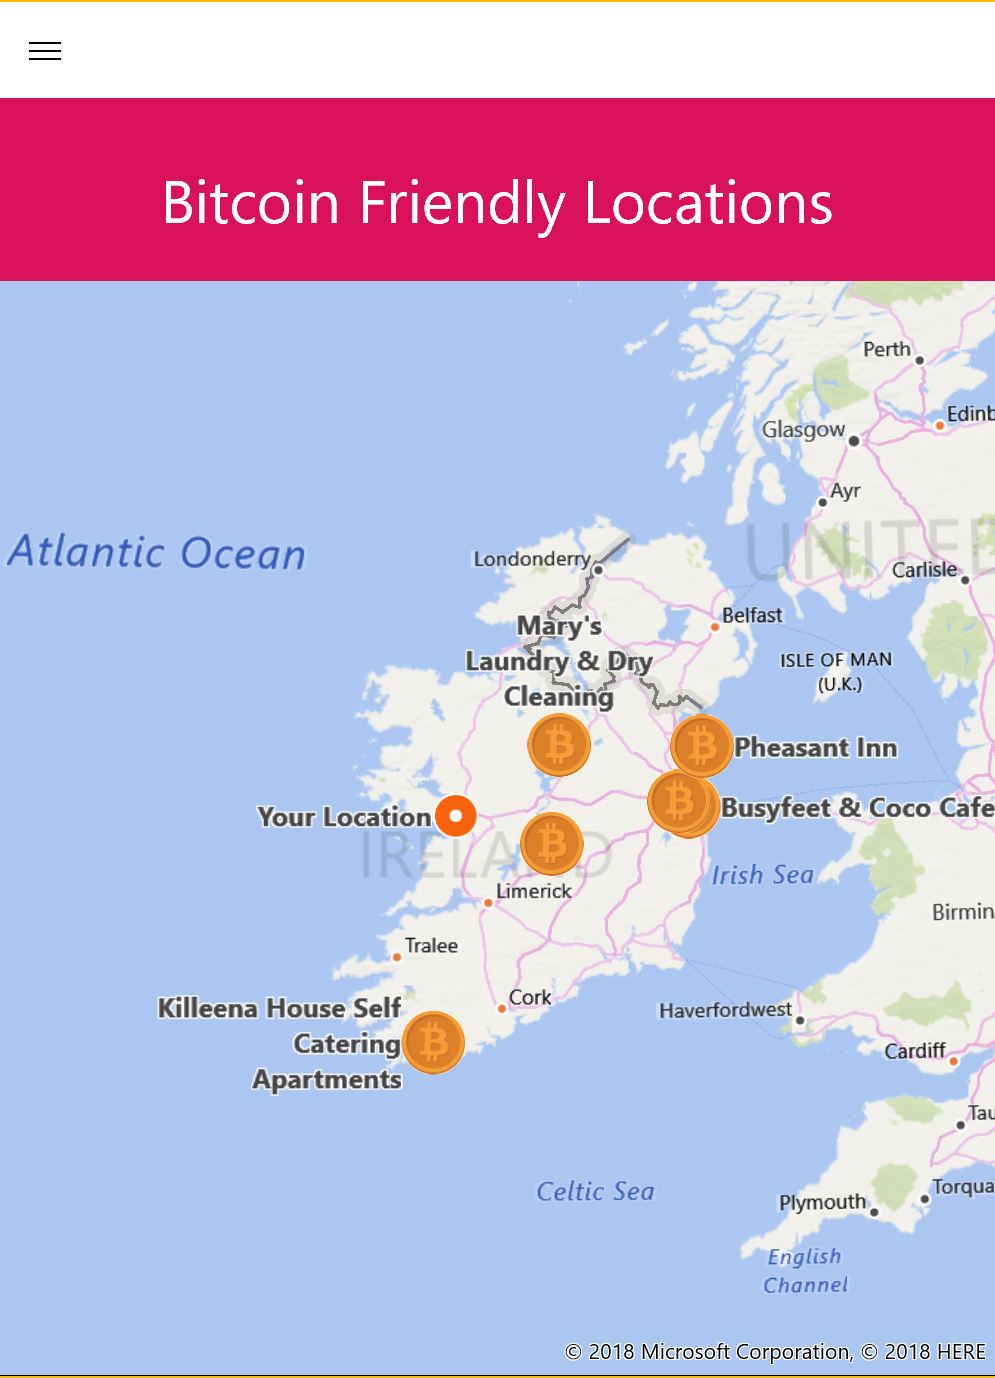 Bitcoin Friendly Locations
Perth
Edinb
Glasgow
Ayr
UNITED
Atlantic Ocean
Londonderry
Carlisle
Mary's
Laundry & Dry
Cleaning
Belfast
ISLE OF MAN
(U.K.)
Pheasant Inn
Your Location
Busyfeet & Coco Cafe
IRELAND
Irish Sea
Limerick
Birmin
Tralee
Killeena House Self
Catering
Apartments
Cork
Haverfordwest
Cardiff
Tau
Celtic Sea
Plymouth
Torqua
English
Channel
© 2018 Microsoft Corporation, © 2018 HERE